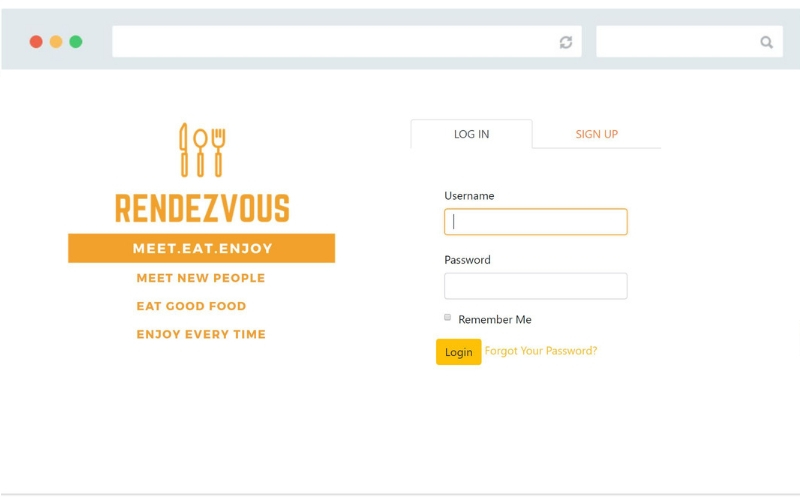 RENDEZVOUS
MEET.EAT.ENJOY
MEET NEW PEOPLE
EAT GOOD FOOD
ENJOY EVERY TIME
LOG IN
SIGN UP
Username
Password
Remember Me
Login
Forgot Your Password?